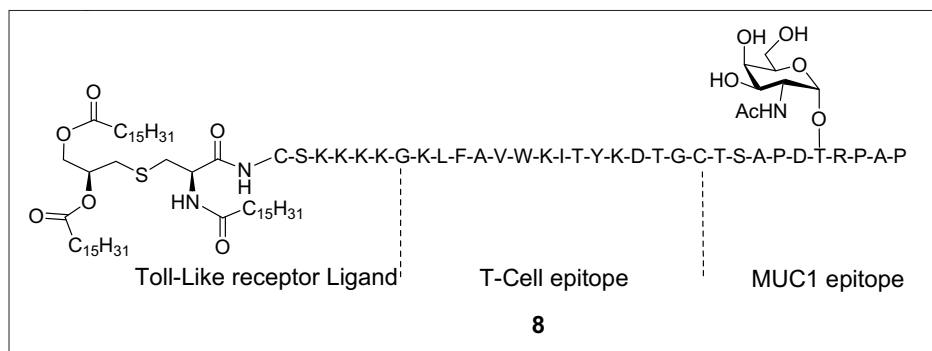 OH OH
O
HO
O
C15H31
AcHN
O
O
O
S
N
H
C-S-K-K-K-K-G-K-L-F-A-V-W-K-I-T-Y-K-D-T-G-C-T-S-A-P-D-T-R-P-A-P
O
HN
C15H31
O
O
C15H31
Toll-Like receptor Ligand
T-Cell epitope
MUC1 epitope
8